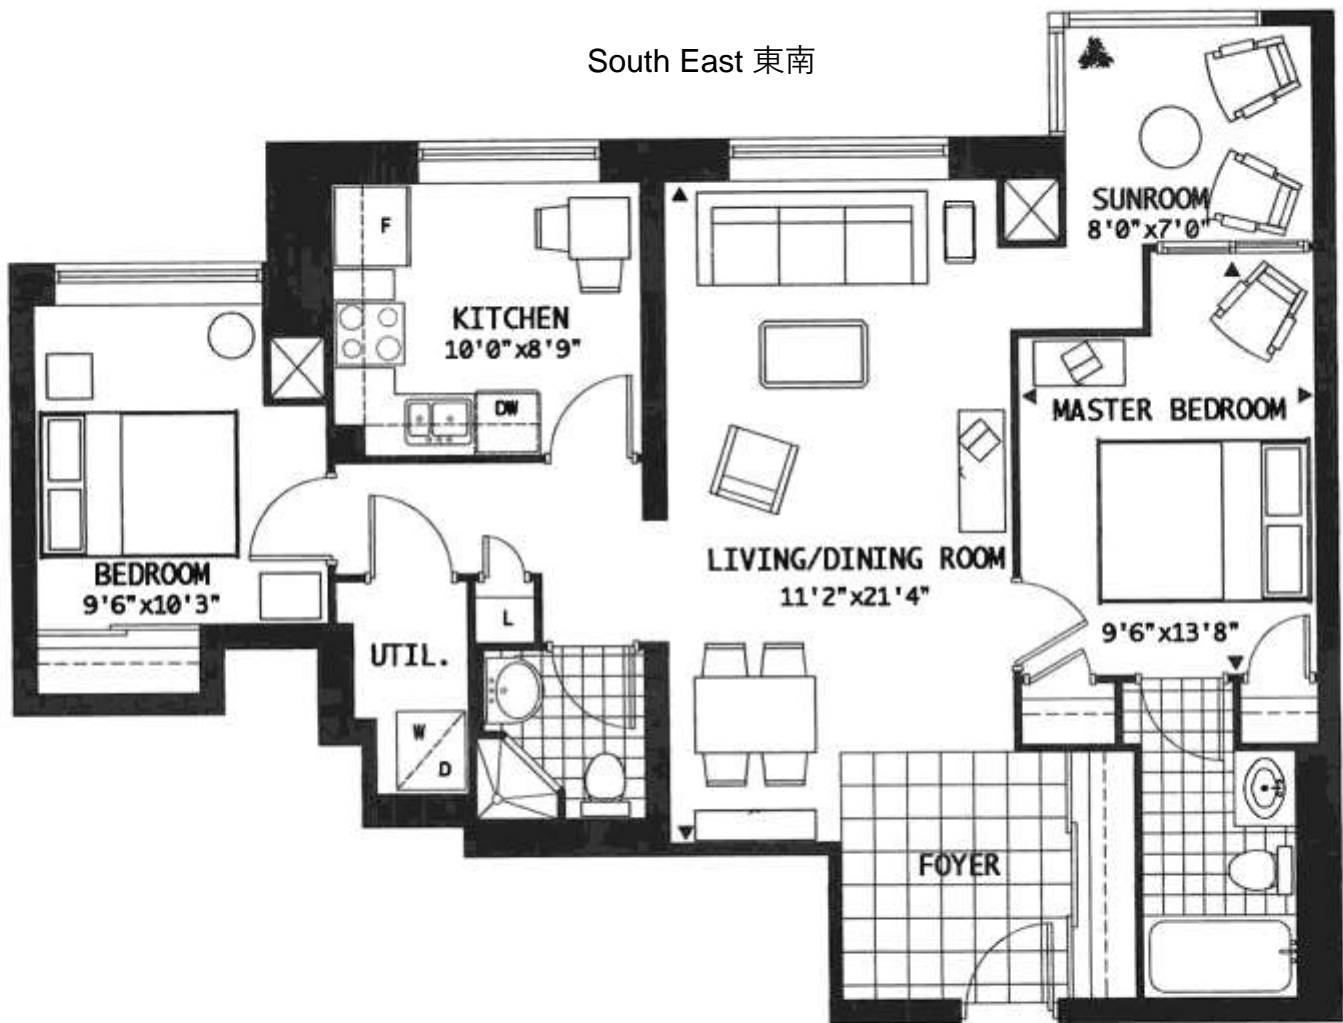 South East 東南
SUNROOM
8'0"x7'0"
F
KITCHEN
10'0"x8'9"
DW
MASTER BEDROOM
9'6"x13'8"
BEDROOM
9'6"x10'3"
LIVING/DINING ROOM
11'2"x21'4"
L
UTIL.
W
D
FOYER